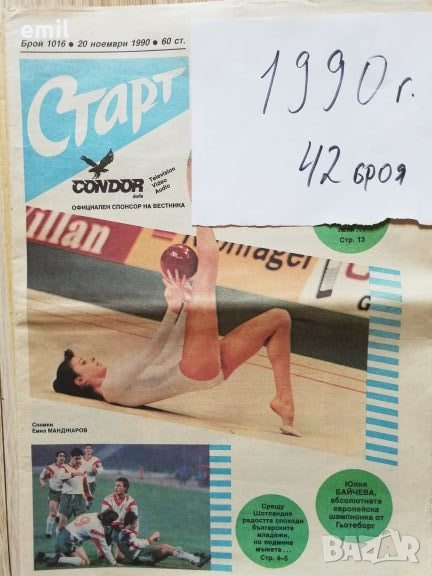 emil
Брой 1016 • 20 ноември 1990 • 60 ст.
Старт
1990 г.
42 броя
CONDOR
Sofia
Television
Video
Audio
ОФИЦИАЛЕН СПОНСОР НА ВЕСТНИКА
Стр. 13
Снимки
Емил МАНДЖАРОВ
Срещу
Шотландия
радостта споходи
българските
младежи,
но подмина
мъжете...
Стр. 4–5
Юлия
БАЙЧЕВА,
абсолютната
европейска
шампионка от
Гьотеборг
BAZAR